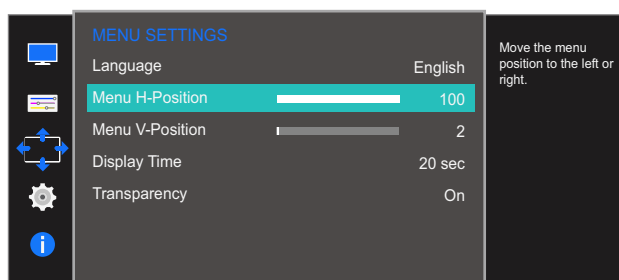 MENU SETTINGS
Language English
Menu H-Position 100
Menu V-Position 2
Display Time 20 sec
Transparency On
Move the menu
position to the left or
right.